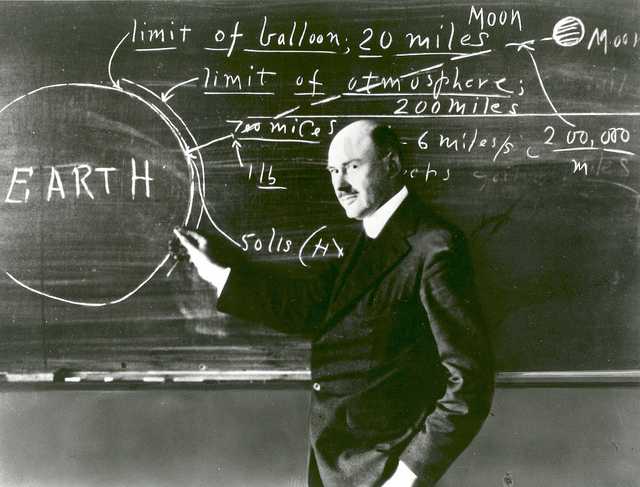 Moon
limit of balloon; 20 miles
Moon
limit of atmosphere;
200 miles
700 miles
6 miles/s
200,000
m
1 lb
EARTH
50 lbs (H)